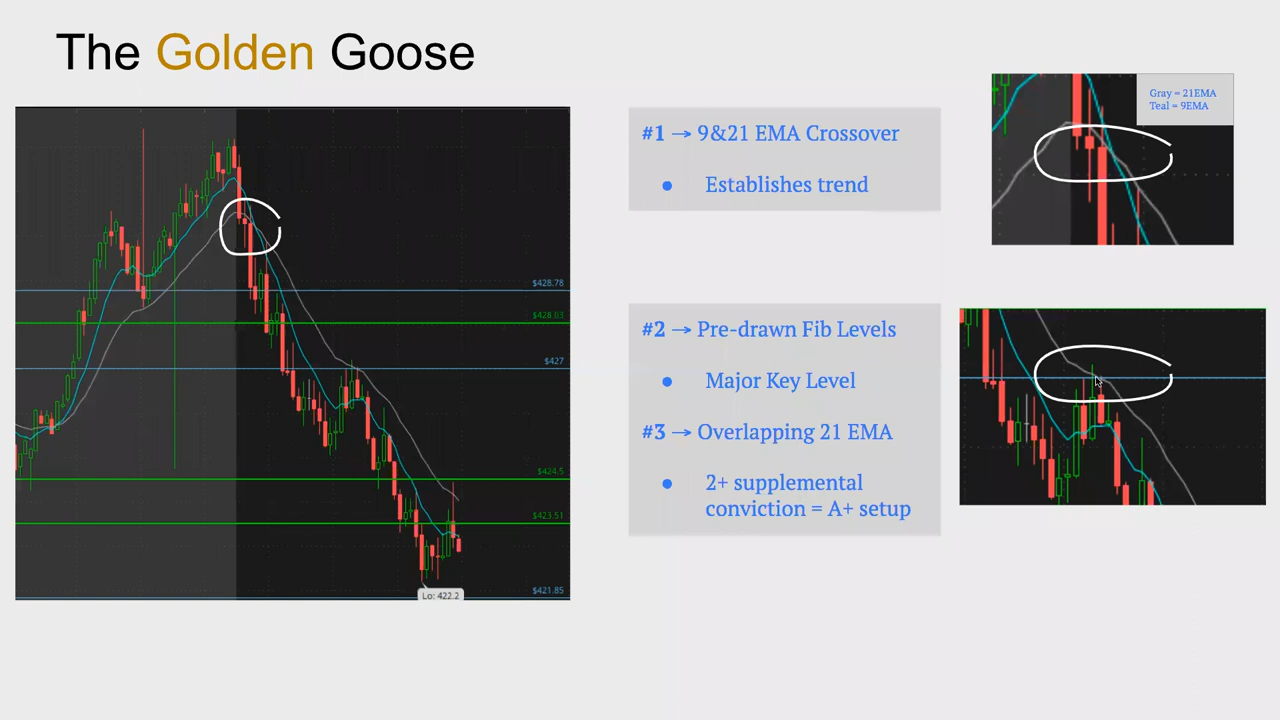 The Golden Goose
$428.78
$428.03
$427
$424.5
$423.51
$421.85
Lo: 422.2
#1 → 9&21 EMA Crossover
● Establishes trend
Gray = 21EMA
Teal = 9EMA
#2 → Pre-drawn Fib Levels
● Major Key Level
#3 → Overlapping 21 EMA
● 2+ supplemental
conviction = A+ setup